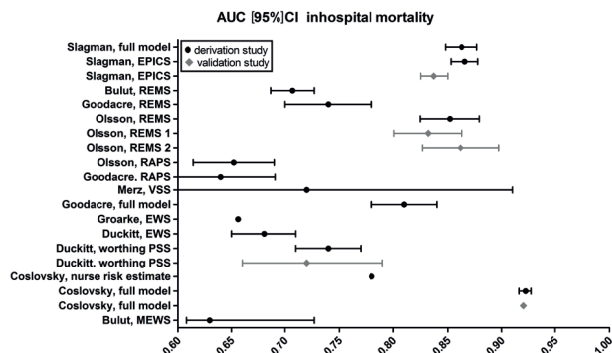 AUC [95%]CI inhospital mortality
Slagman, full model
Slagman, EPICS
Slagman, EPICS
Bulut, REMS
Goodacre, REMS
Olsson, REMS
Olsson, REMS 1
Olsson, REMS 2
Olsson, RAPS
Goodacre. RAPS
Merz, VSS
Goodacre, full model
Groarke, EWS
Duckitt, EWS
Duckitt, worthing PSS
Duckitt. worthing PSS
Coslovsky, nurse risk estimate
Coslovsky, full model
Coslovsky, full model
Bulut, MEWS
derivation study
validation study
0.60 0.65 0.70 0.75 0.80 0.85 0.90 0.95 1.00